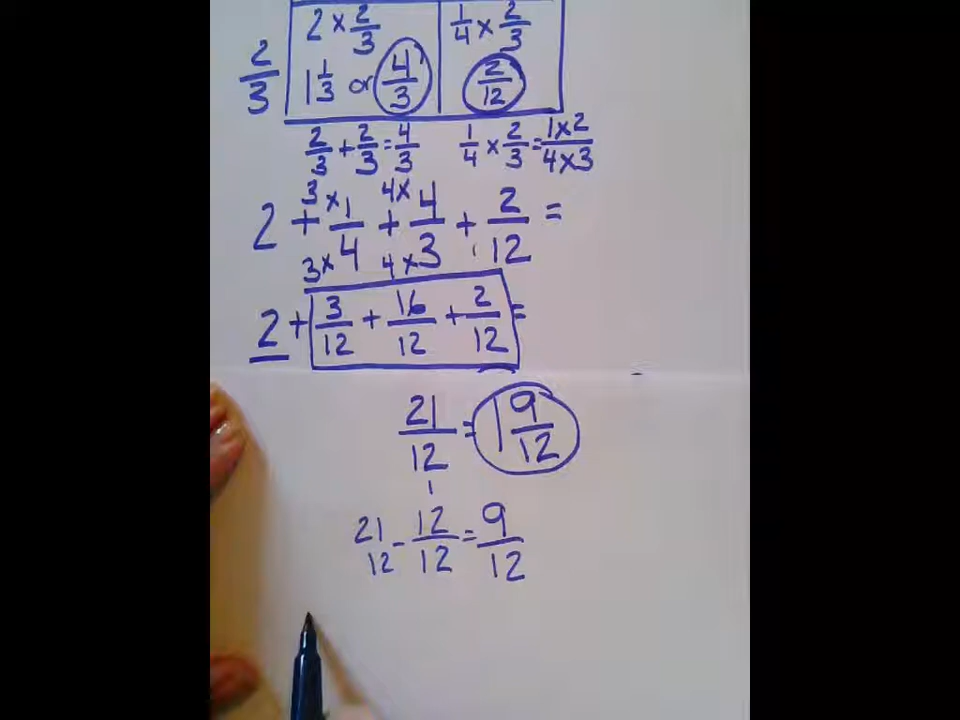 2 × 2/3 1/4 × 2/3
2/3
1 1/3 or 4/3 2/12
2/3 + 2/3 = 4/3 1/4 × 2/3 = 1x2/4x3
3 × 4×
2 + 1/4 + 4/3 + 2/12 =
3× 4×
2 + 3/12 + 16/12 + 2/12 =
21/12 = 1 9/12
1
21/12 - 12/12 = 9/12